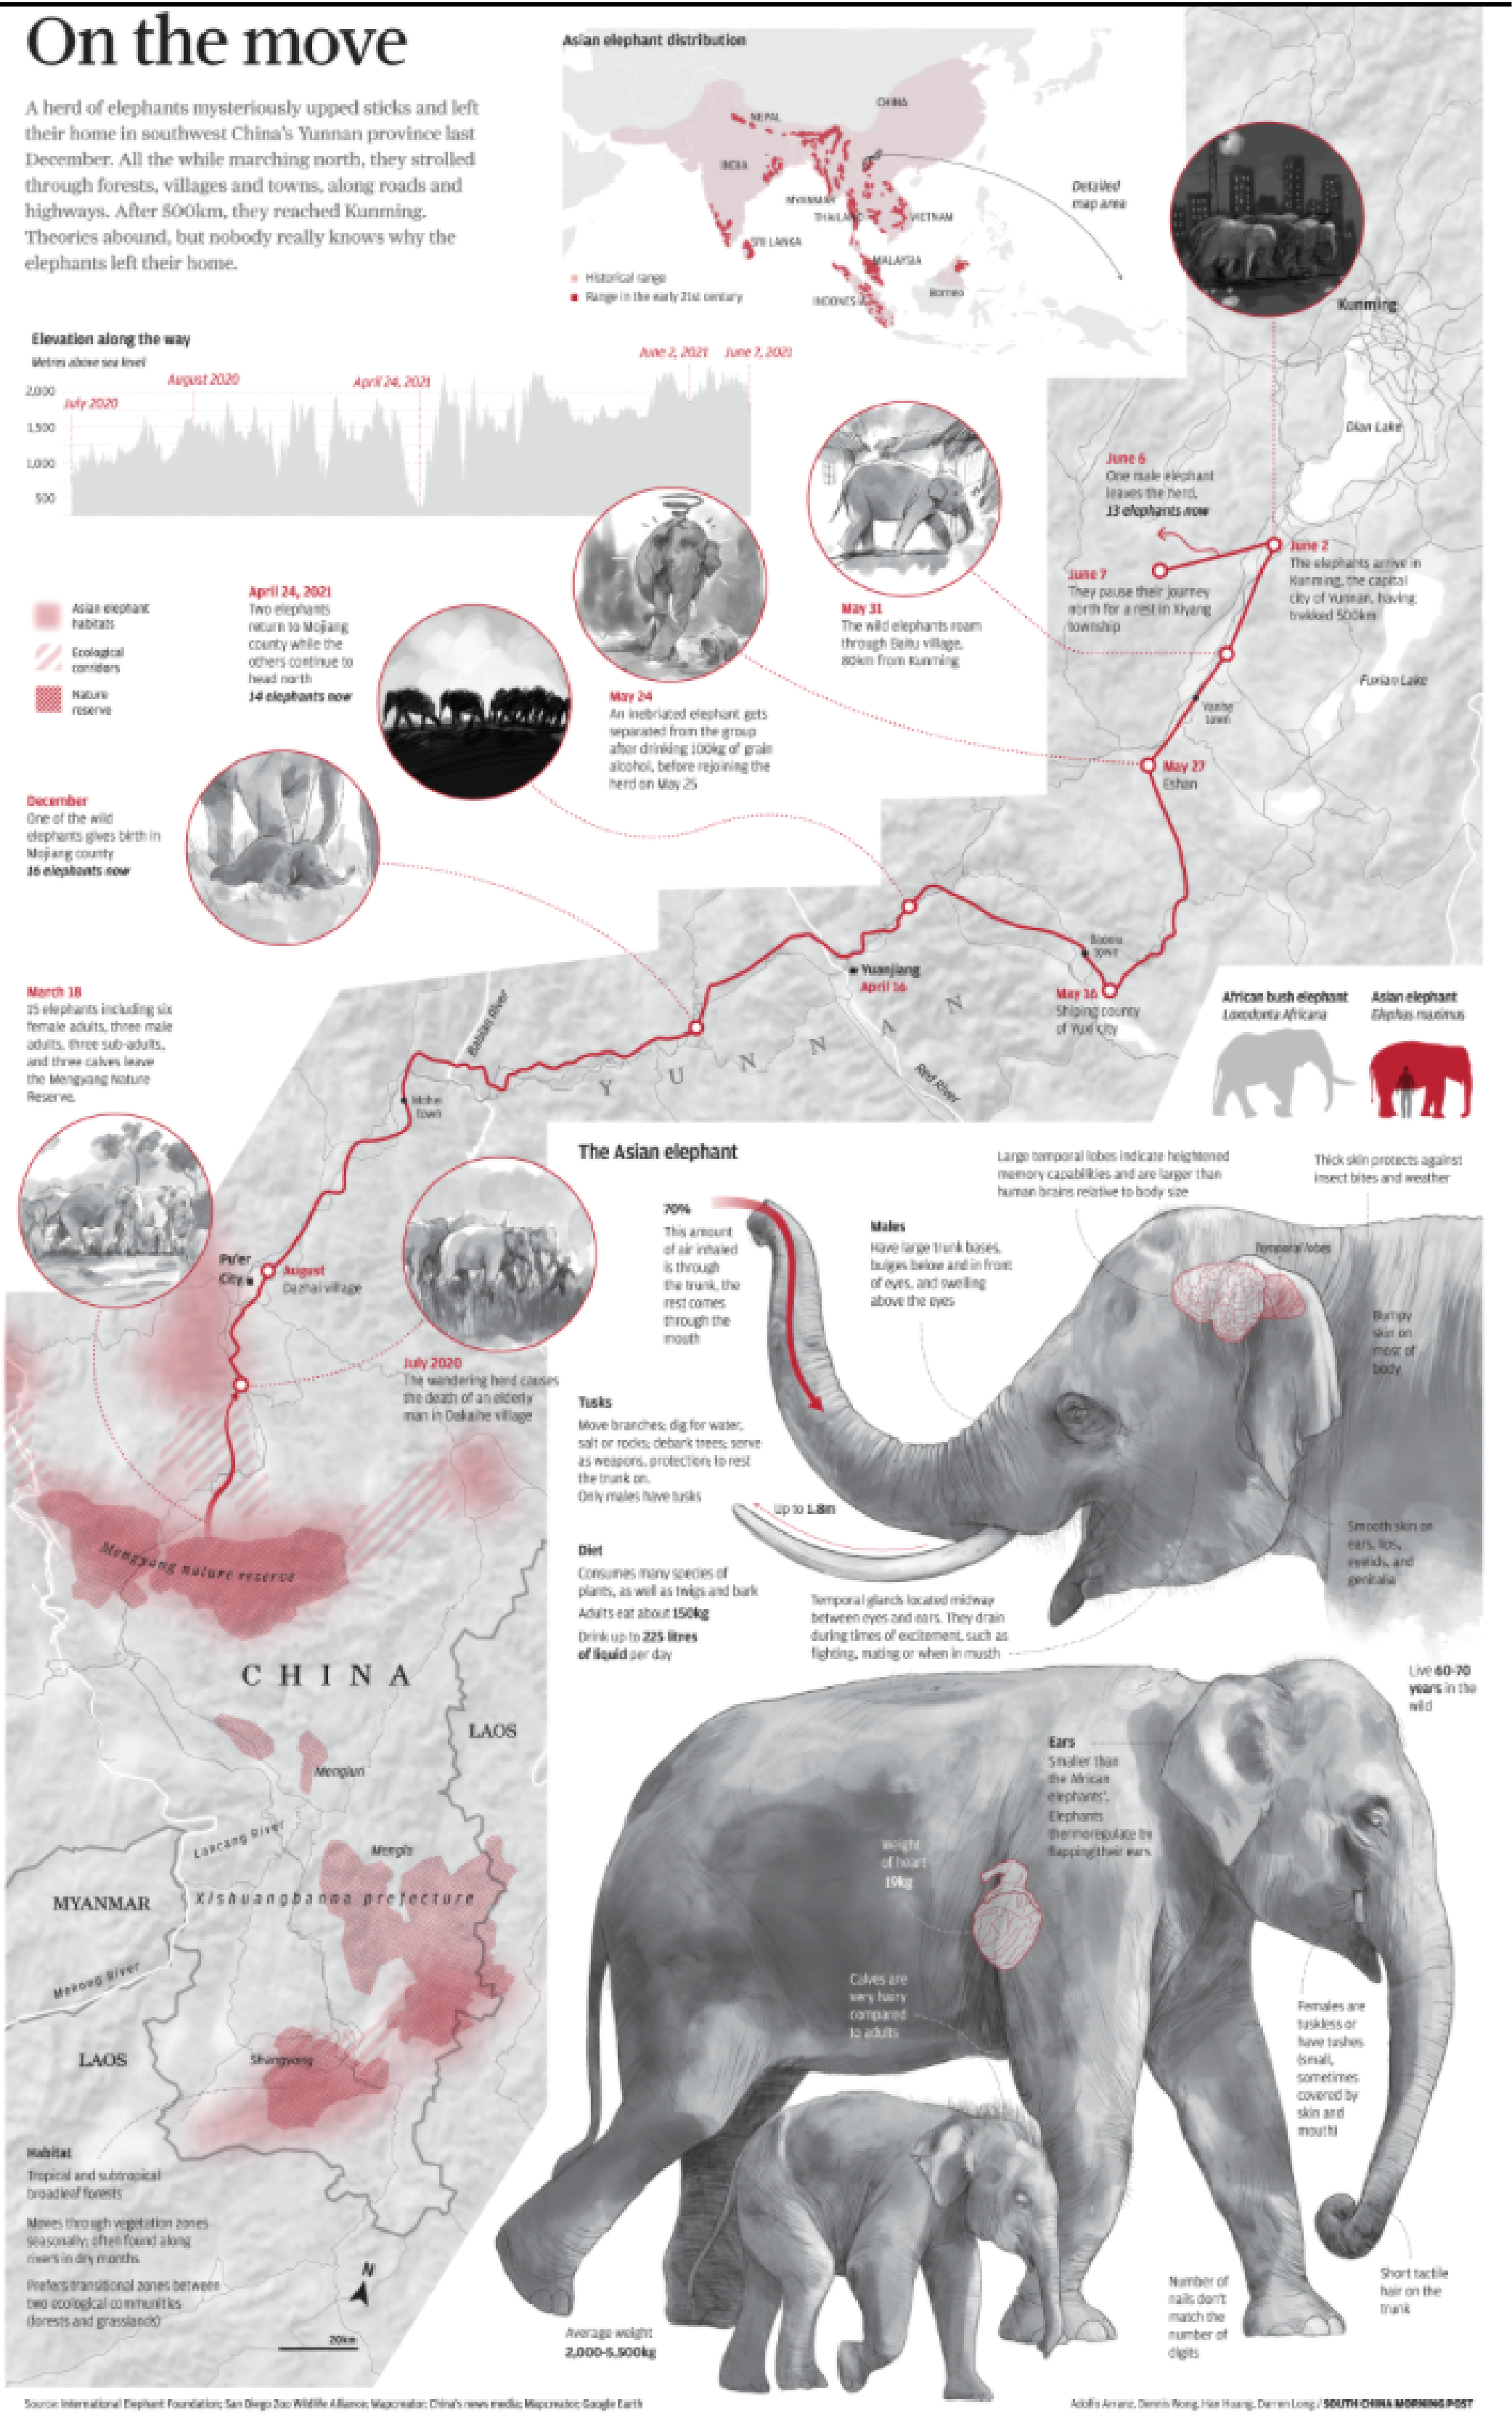 On the move
A herd of elephants mysteriously upped sticks and left
their home in southwest China's Yunnan province last
December. All the while marching north, they strolled
through forests, villages and towns, along roads and
highways. After 500km, they reached Kunming.
Theories abound, but nobody really knows why the
elephants left their home.
Asian elephant distribution
CHINA
NEPAL
INDIA
MYANMAR
THAILAND
VIETNAM
SRI LANKA
MALAYSIA
INDONESIA
Borneo
Historical range
Range in the early 21st century
Detailed
map area
Elevation along the way
Metres above sea level
2,000
1,500
1,000
500
July 2020
August 2020
April 24, 2021
June 2, 2021
June 7, 2021
Kunming
Dian Lake
Fuxian Lake
June 6
One male elephant
leaves the herd.
13 elephants now
June 7
They pause their journey
north for a rest in Xiyang
township
June 2
The elephants arrive in
Kunming, the capital
city of Yunnan, having
trekked 500km
May 31
The wild elephants roam
through Baitu village,
80km from Kunming
Yanhe
town
May 27
Eshan
Asian elephant
habitats
Ecological
corridors
Nature
reserve
April 24, 2021
Two elephants
return to Mojiang
county while the
others continue to
head north
14 elephants now
May 24
An inebriated elephant gets
separated from the group
after drinking 100kg of grain
alcohol, before rejoining the
herd on May 25
December
One of the wild
elephants gives birth in
Mojiang county
16 elephants now
Yuanjiang
April 16
Baoxiu
town
May 16
Shiping county
of Yuxi city
Babian River
Red River
YUNNAN
March 18
15 elephants including six
female adults, three male
adults, three sub-adults,
and three calves leave
the Mengyang Nature
Reserve.
Mohei
town
Pu'er
City
August
Dazhai village
July 2020
The wandering herd causes
the death of an elderly
man in Dakaihe village
Mengyang nature reserve
CHINA
LAOS
Menglun
Lancang River
Mengla
MYANMAR
Xishuangbanna prefecture
Mekong River
LAOS
Shangyong
Habitat
Tropical and subtropical
broadleaf forests
Moves through vegetation zones
seasonally; often found along
rivers in dry months
Prefers transitional zones between
two ecological communities
(forests and grasslands)
N
20km
African bush elephant
Loxodonta Africana
Asian elephant
Elephas maximus
The Asian elephant
70%
This amount
of air inhaled
is through
the trunk, the
rest comes
through the
mouth
Males
Have large trunk bases,
bulges below and in front
of eyes, and swelling
above the eyes
Large temporal lobes indicate heightened
memory capabilities and are larger than
human brains relative to body size
Thick skin protects against
insect bites and weather
Temporal lobes
Bumpy
skin on
most of
body
Smooth skin on
ears, lips,
eyelids, and
genitalia
Tusks
Move branches; dig for water,
salt or rocks; debark trees; serve
as weapons, protection; to rest
the trunk on.
Only males have tusks
Up to 1.8m
Diet
Consumes many species of
plants, as well as twigs and bark
Adults eat about 150kg
Drink up to 225 litres
of liquid per day
Temporal glands located midway
between eyes and ears. They drain
during times of excitement, such as
fighting, mating or when in musth
Live 60-70
years in the
wild
Ears
Smaller than
the African
elephants'.
Elephants
thermoregulate by
flapping their ears
Weight
of heart
19kg
Calves are
very hairy
compared
to adults
Females are
tuskless or
have tushes
(small,
sometimes
covered by
skin and
mouth)
Short tactile
hair on the
trunk
Number of
nails don't
match the
number of
digits
Average weight
2,000-5,500kg
Source: International Elephant Foundation; San Diego Zoo Wildlife Alliance; Mapcreator; China's news media; Mapcreator; Google Earth
Adolfo Arranz, Dennis Wong, Han Huang, Darren Long / SOUTH CHINA MORNING POST